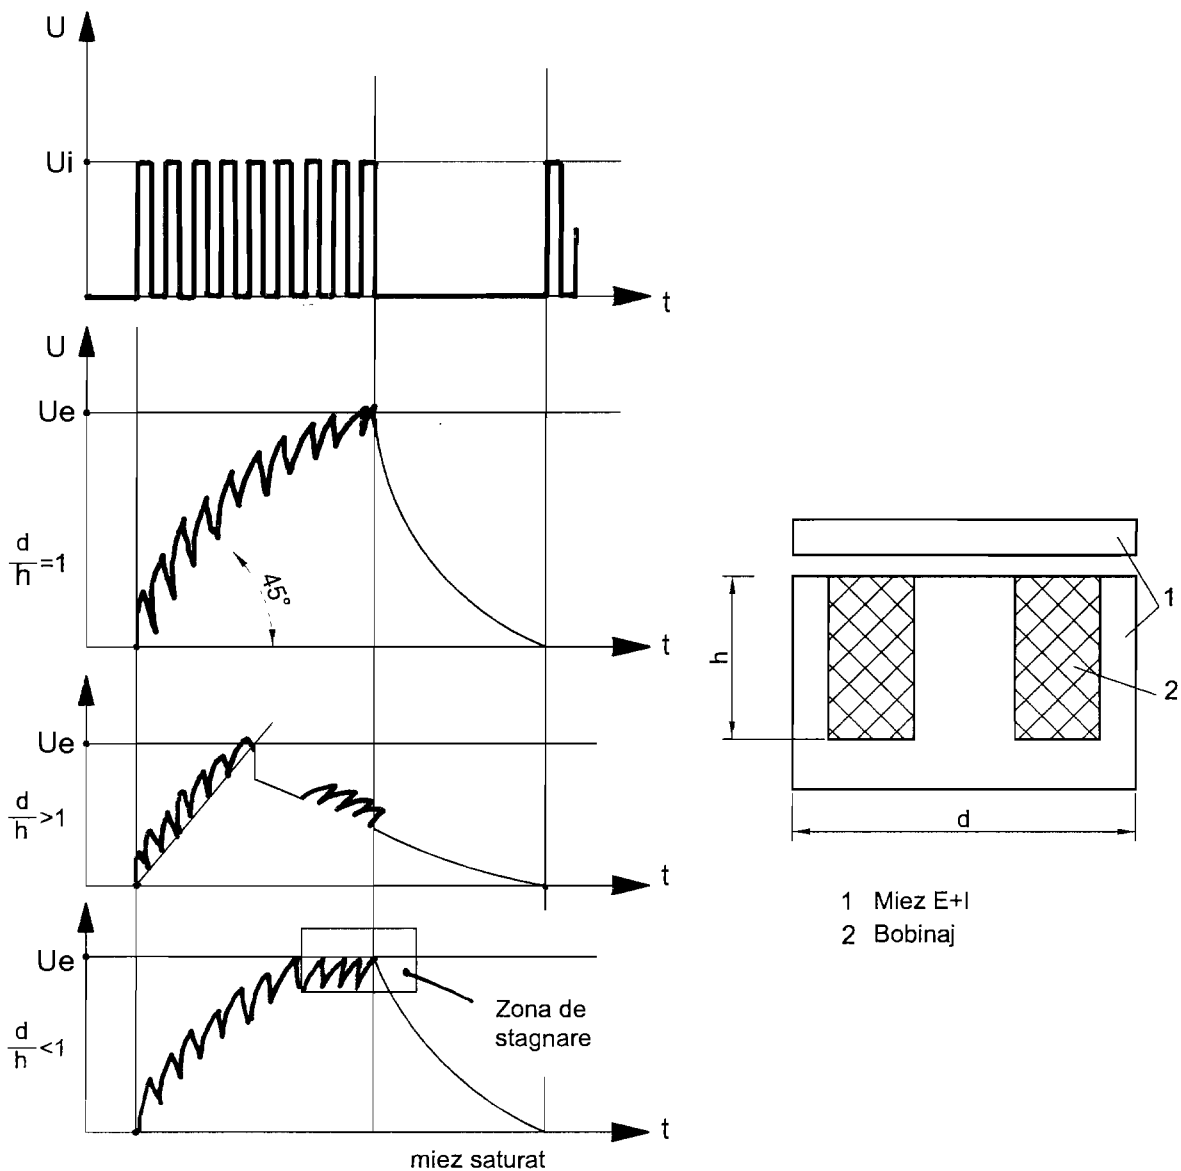 U
Ui
t
U
Ue
d/h=1
45°
t
Ue
d/h>1
t
Ue
d/h<1
Zona de
stagnare
t
miez saturat
1
2
h
d
1 Miez E+I
2 Bobinaj